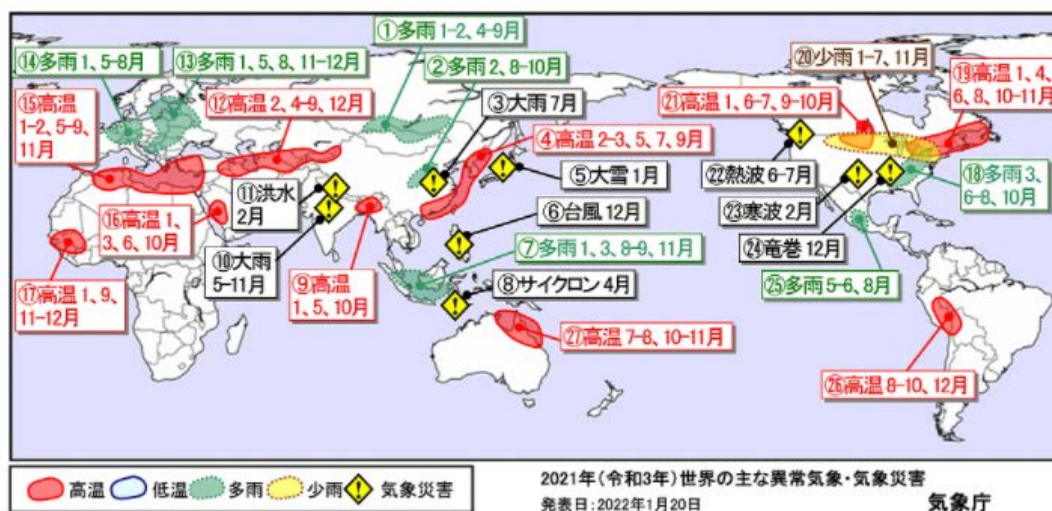 ①多雨 1-2、4-9月
⑭多雨 1、5-8月
⑬多雨 1、5、8、11-12月
②多雨 2、8-10月
⑳少雨 1-7、11月
⑮高温
1-2、5-9、
11月
⑫高温 2、4-9、12月
③大雨 7月
㉑高温 1、6-7、9-10月
⑲高温 1、4、
6、8、10-11月
④高温 2-3、5、7、9月
⑪洪水
2月
⑤大雪 1月
㉒熱波 6-7月
⑱多雨 3、
6-8、10月
⑯高温 1、
3、6、10月
⑥台風 12月
㉓寒波 2月
⑩大雨
5-11月
⑦多雨 1、3、8-9、11月
㉔竜巻 12月
⑰高温 1、9、
11-12月
⑨高温
1、5、10月
⑧サイクロン 4月
㉕多雨 5-6、8月
㉗高温 7-8、10-11月
㉖高温 8-10、12月
高温 低温 多雨 少雨 気象災害
2021年(令和3年)世界の主な異常気象・気象災害
発表日:2022年1月20日
気象庁